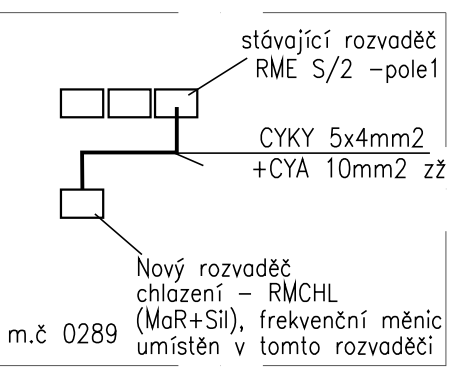 stávající rozvaděč
RME S/2 -pole1
CYKY 5x4mm2
+CYA 10mm2 zž
Nový rozvaděč
chlazení - RMCHL
(MaR+Sil), frekvenční měnic
m.č 0289
umístěn v tomto rozvaděči